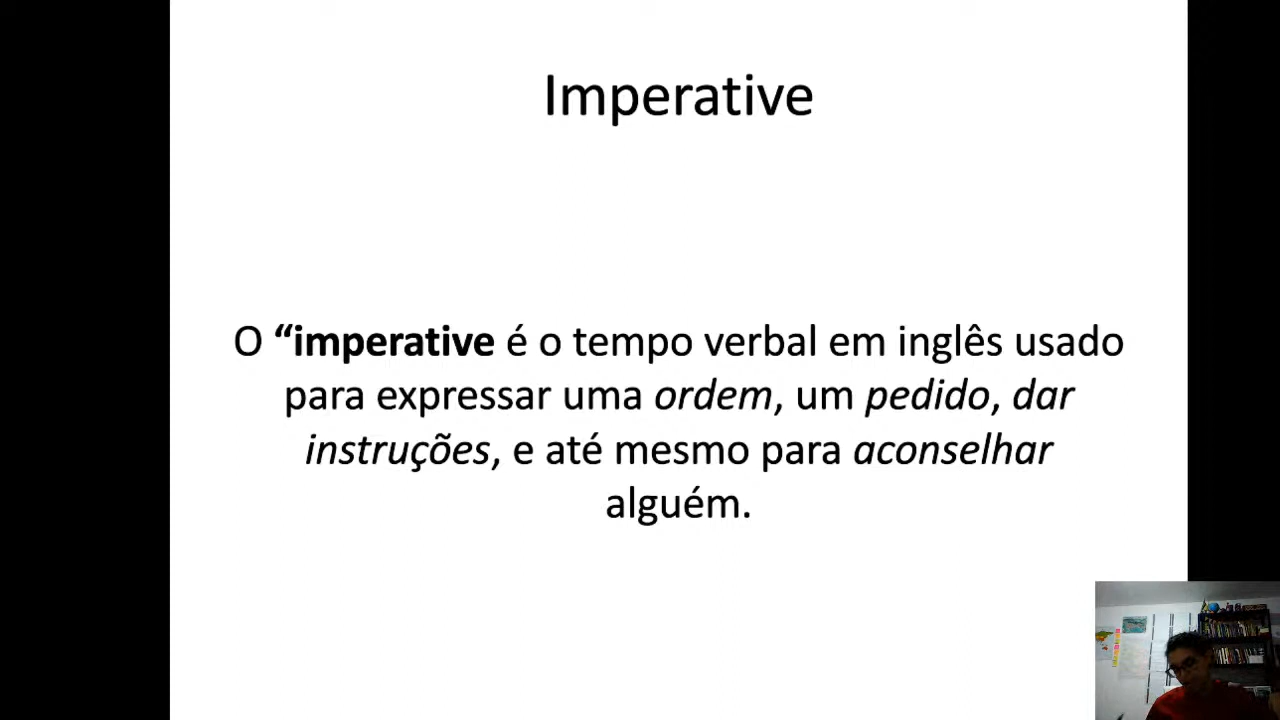 Imperative
O “imperative é o tempo verbal em inglês usado
para expressar uma ordem, um pedido, dar
instruções, e até mesmo para aconselhar
alguém.